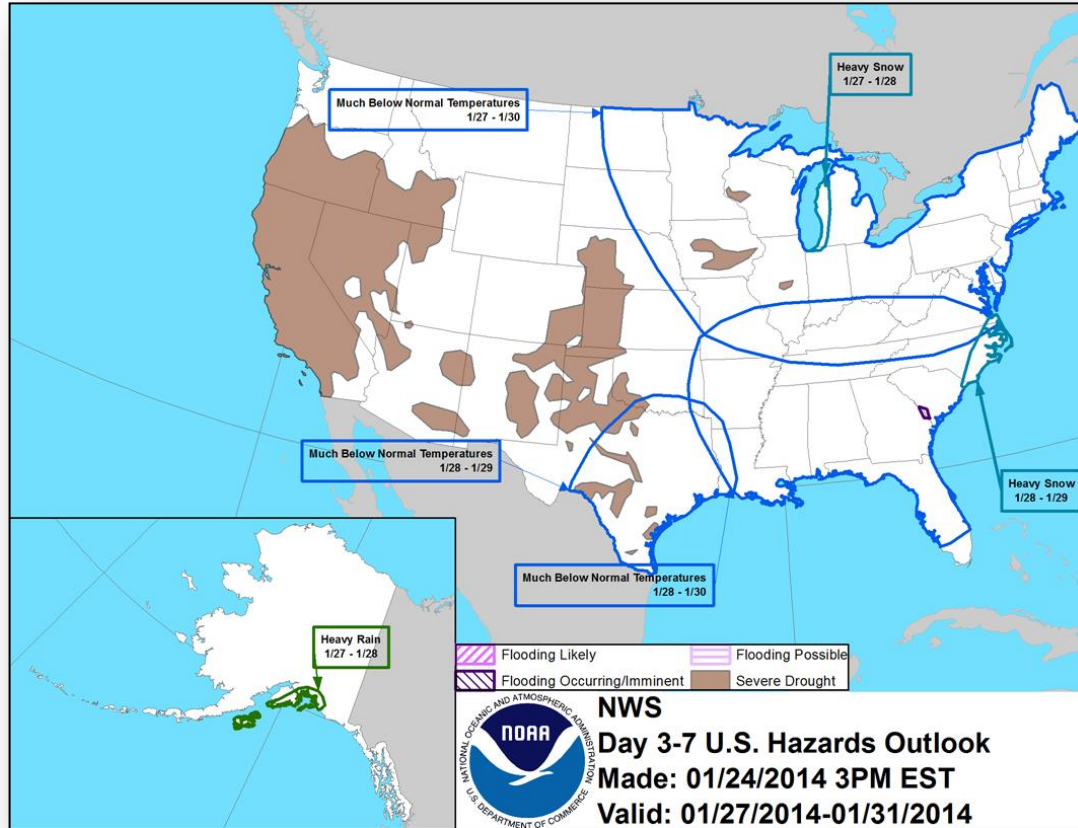 Heavy Snow
1/27 - 1/28
Much Below Normal Temperatures
1/27 - 1/30
Much Below Normal Temperatures
1/28 - 1/29
Heavy Snow
1/28 - 1/29
Much Below Normal Temperatures
1/28 - 1/30
Heavy Rain
1/27 - 1/28
Flooding Likely
Flooding Possible
Flooding Occurring/Imminent
Severe Drought
NATIONAL OCEANIC AND ATMOSPHERIC ADMINISTRATION
NOAA
U.S. DEPARTMENT OF COMMERCE
NWS
Day 3-7 U.S. Hazards Outlook
Made: 01/24/2014 3PM EST
Valid: 01/27/2014-01/31/2014